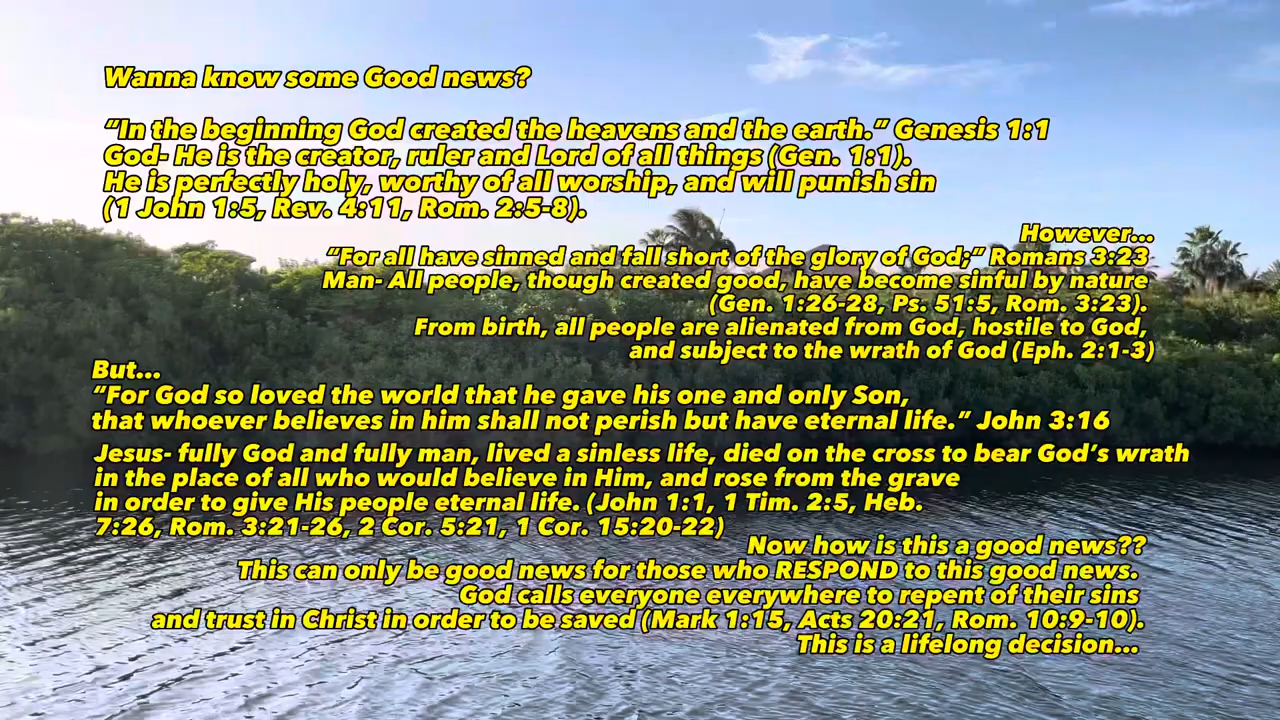 Wanna know some Good news?
“In the beginning God created the heavens and the earth.” Genesis 1:1
God- He is the creator, ruler and Lord of all things (Gen. 1:1).
He is perfectly holy, worthy of all worship, and will punish sin
(1 John 1:5, Rev. 4:11, Rom. 2:5-8).
However...
“For all have sinned and fall short of the glory of God;” Romans 3:23
Man- All people, though created good, have become sinful by nature
(Gen. 1:26-28, Ps. 51:5, Rom. 3:23).
From birth, all people are alienated from God, hostile to God,
and subject to the wrath of God (Eph. 2:1-3)
But...
“For God so loved the world that he gave his one and only Son,
that whoever believes in him shall not perish but have eternal life.” John 3:16
Jesus- fully God and fully man, lived a sinless life, died on the cross to bear God’s wrath
in the place of all who would believe in Him, and rose from the grave
in order to give His people eternal life. (John 1:1, 1 Tim. 2:5, Heb.
7:26, Rom. 3:21-26, 2 Cor. 5:21, 1 Cor. 15:20-22)
Now how is this a good news??
This can only be good news for those who RESPOND to this good news.
God calls everyone everywhere to repent of their sins
and trust in Christ in order to be saved (Mark 1:15, Acts 20:21, Rom. 10:9-10).
This is a lifelong decision...